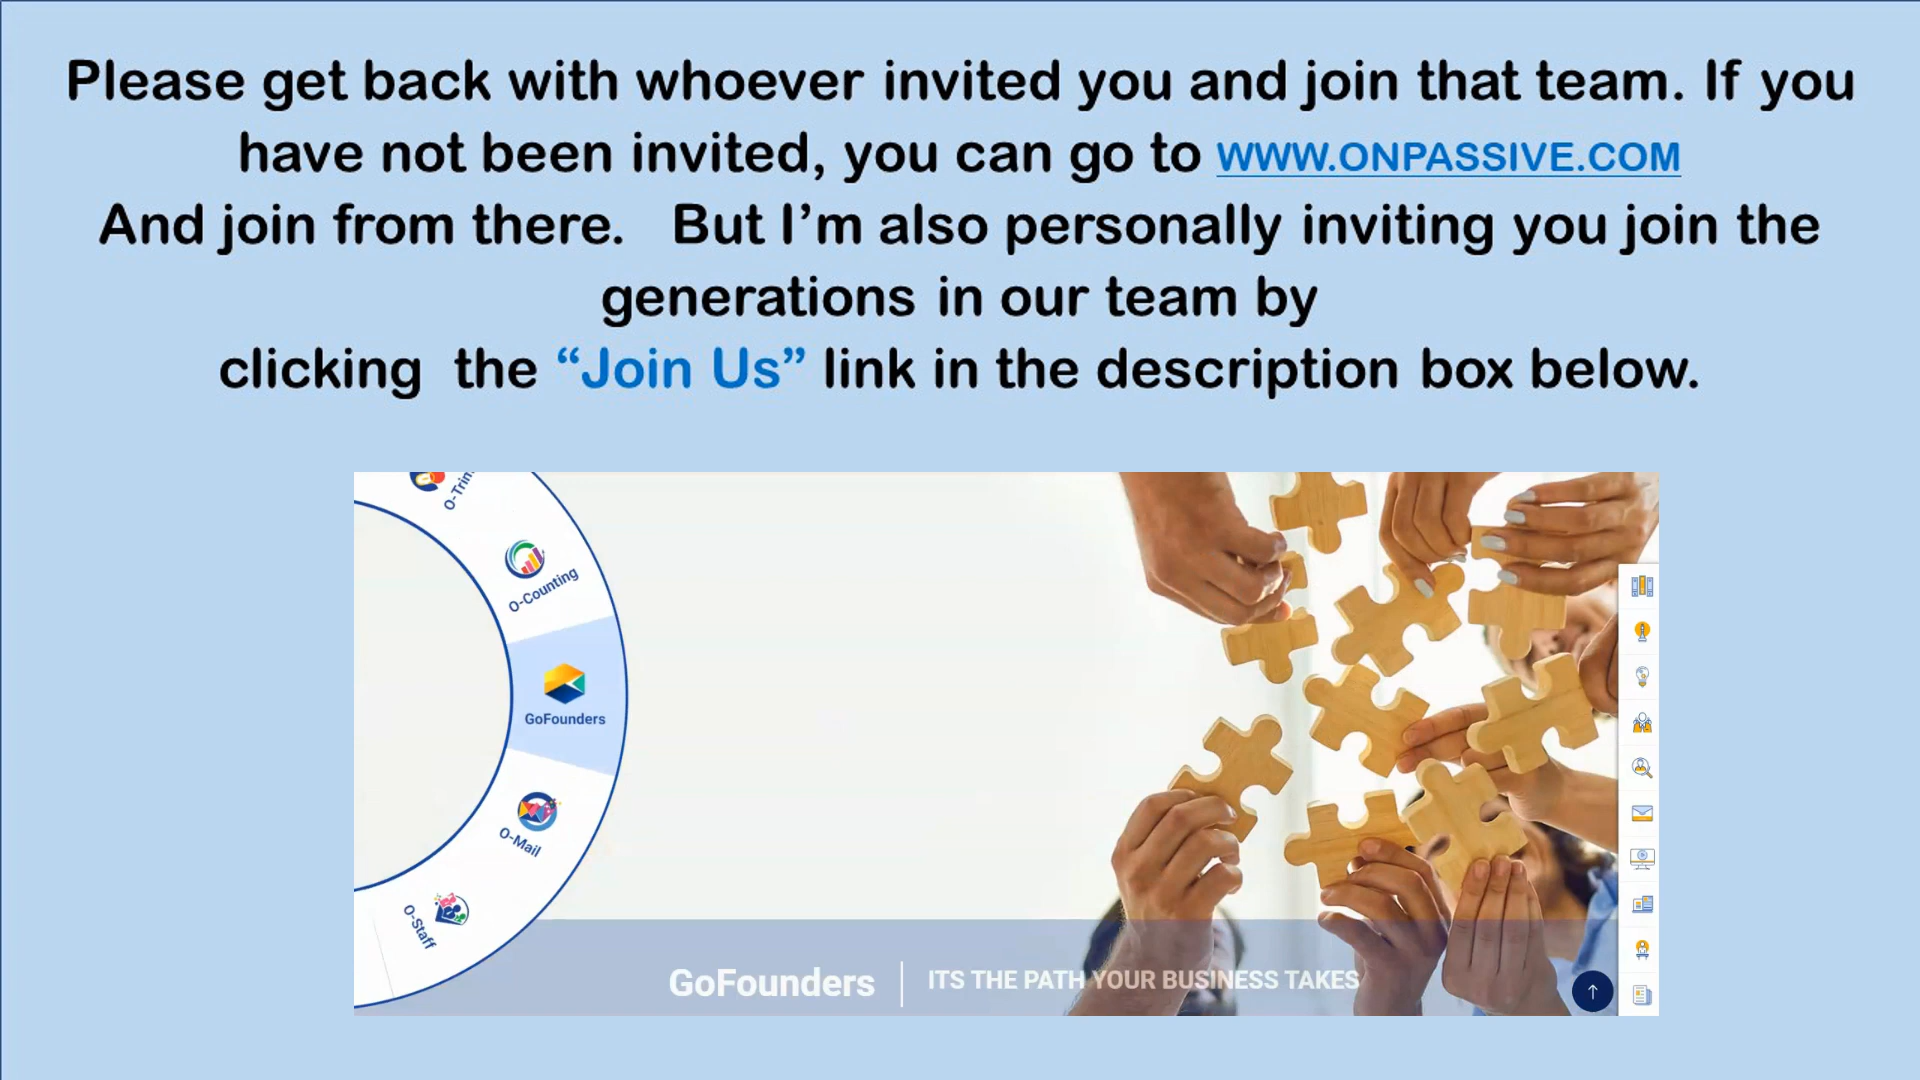 Please get back with whoever invited you and join that team. If you
have not been invited, you can go to WWW.ONPASSIVE.COM
And join from there. But I’m also personally inviting you join the
generations in our team by
clicking the “Join Us” link in the description box below.
O-Trim
O-Counting
GoFounders
O-Mail
O-Staff
GoFounders | ITS THE PATH YOUR BUSINESS TAKES